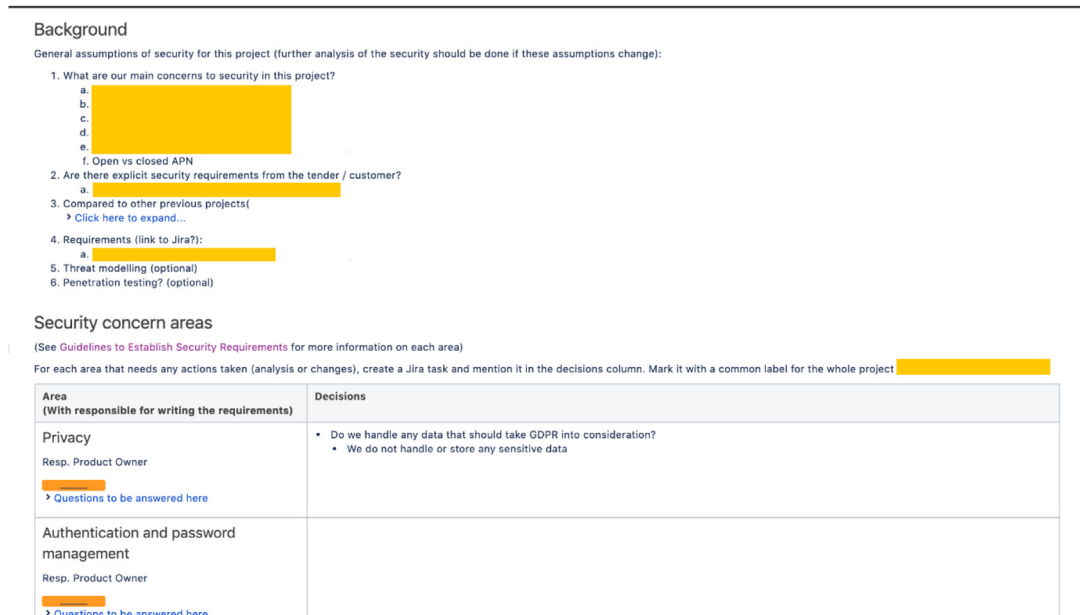 Background
General assumptions of security for this project (further analysis of the security should be done if these assumptions change):
1. What are our main concerns to security in this project?
a.
b.
c.
d.
e.
f. Open vs closed APN
2. Are there explicit security requirements from the tender / customer?
a.
3. Compared to other previous projects(
Click here to expand...
4. Requirements (link to Jira?):
a.
5. Threat modelling (optional)
6. Penetration testing? (optional)
Security concern areas
(See Guidelines to Establish Security Requirements for more information on each area)
For each area that needs any actions taken (analysis or changes), create a Jira task and mention it in the decisions column. Mark it with a common label for the whole project
Area
(With responsible for writing the requirements)
Decisions
Privacy
Resp. Product Owner
Questions to be answered here
• Do we handle any data that should take GDPR into consideration?
• We do not handle or store any sensitive data
Authentication and password
management
Resp. Product Owner
Questions to be answered here